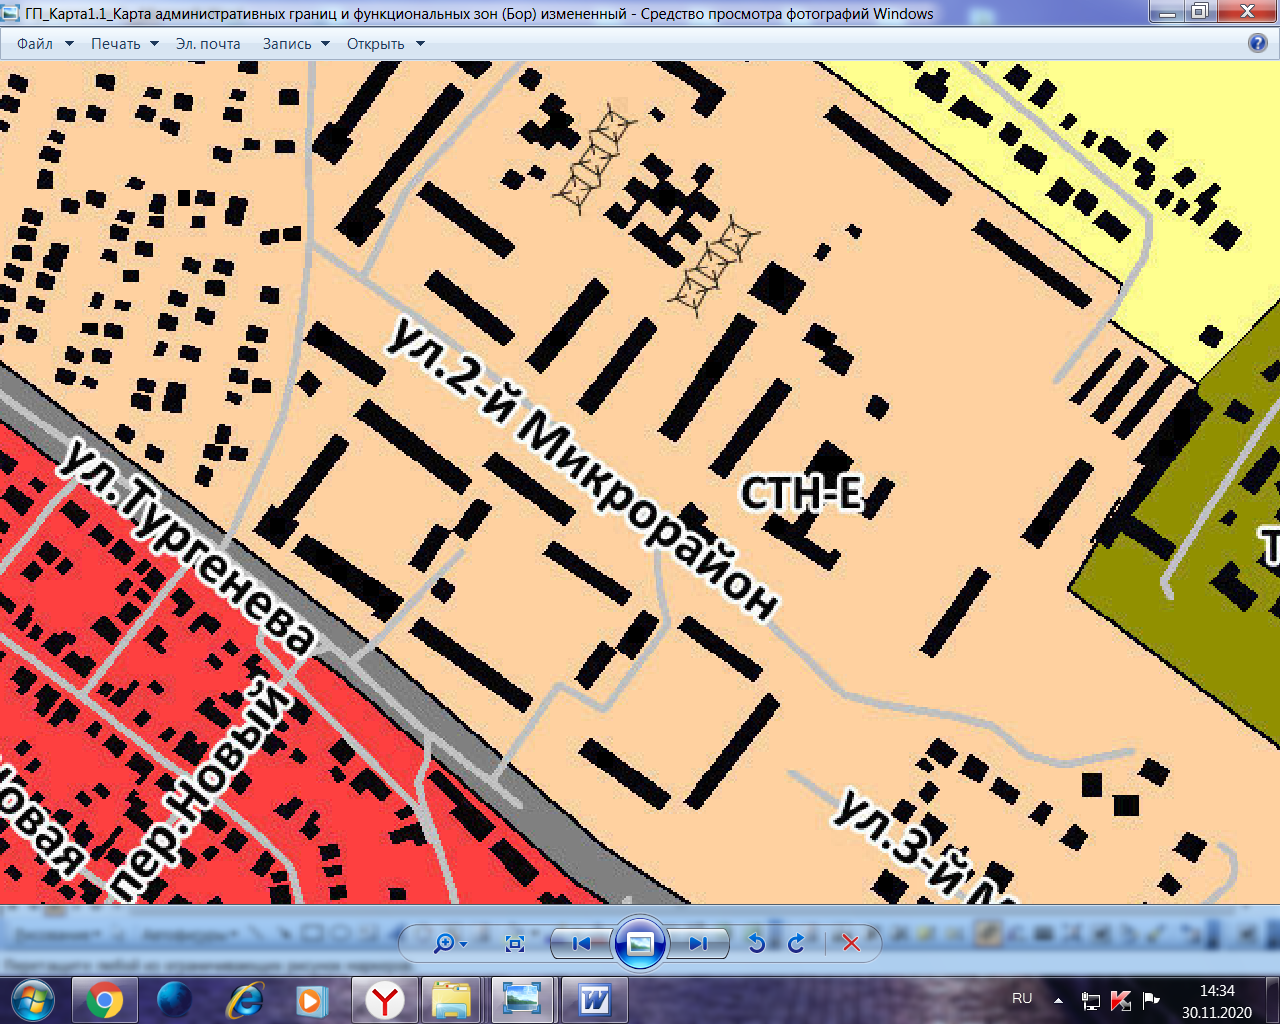 ГП_Карта1.1_Карта административных границ и функциональных зон (Бор) измененный - Средство просмотра фотографий Windows
Файл Печать Эл. почта Запись Открыть
ул.2-й Микрорайон
СТН-Е
ул.Тургенева
пер.Новый
овая
ул.3-й М
Т
RU
14:34
30.11.2020